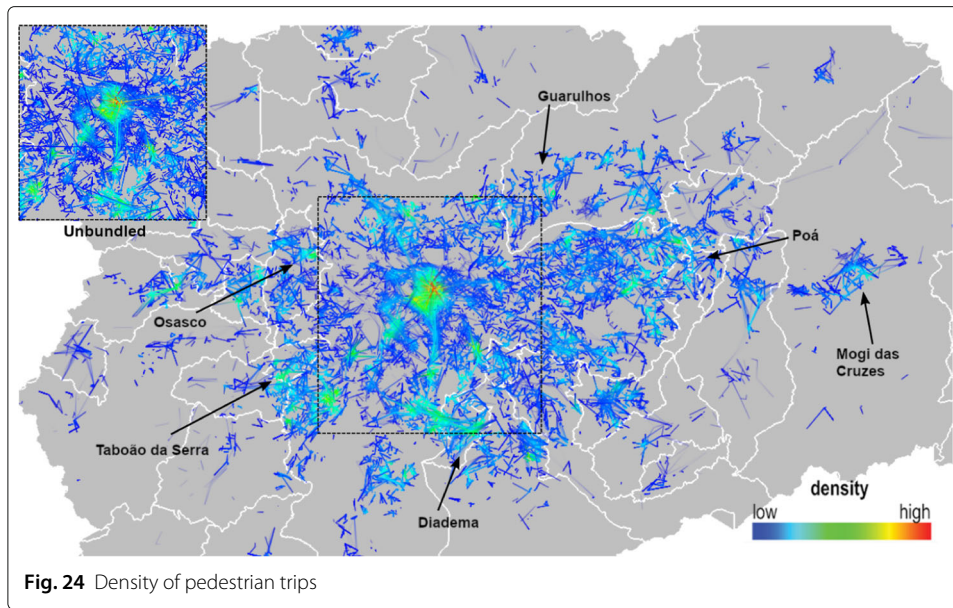 Guarulhos
Unbundled
Poá
Osasco
Mogi das
Cruzes
Taboão da Serra
Diadema
density
low high
Fig. 24 Density of pedestrian trips